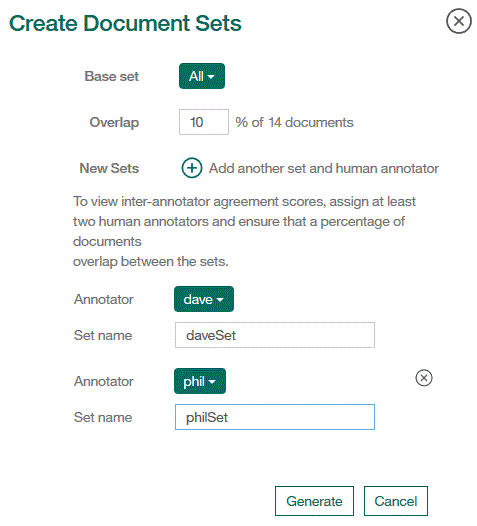 Create Document Sets
Base set All
Overlap 10 % of 14 documents
New Sets Add another set and human annotator
To view inter-annotator agreement scores, assign at least
two human annotators and ensure that a percentage of
documents
overlap between the sets.
Annotator dave
Set name daveSet
Annotator phil
Set name philSet
Generate Cancel